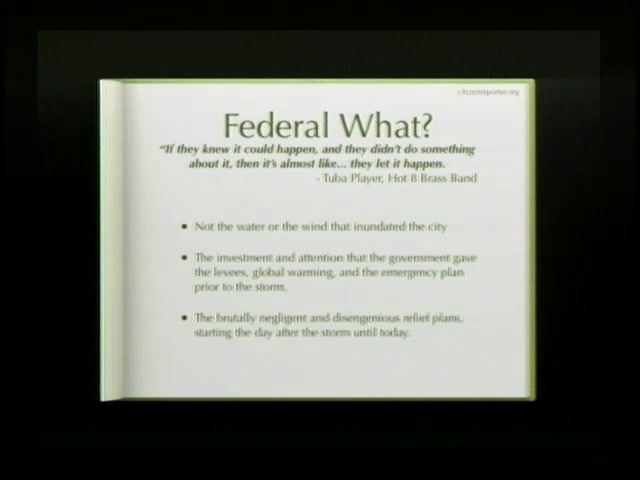 citizenreporter.org
Federal What?
"If they knew it could happen, and they didn't do something
about it, then it's almost like... they let it happen.
- Tuba Player, Hot 8 Brass Band
• Not the water or the wind that inundated the city
• The investment and attention that the government gave
the levees, global warming, and the emergency plan
prior to the storm.
• The brutally negligent and disengenious relief plans,
starting the day after the storm until today.